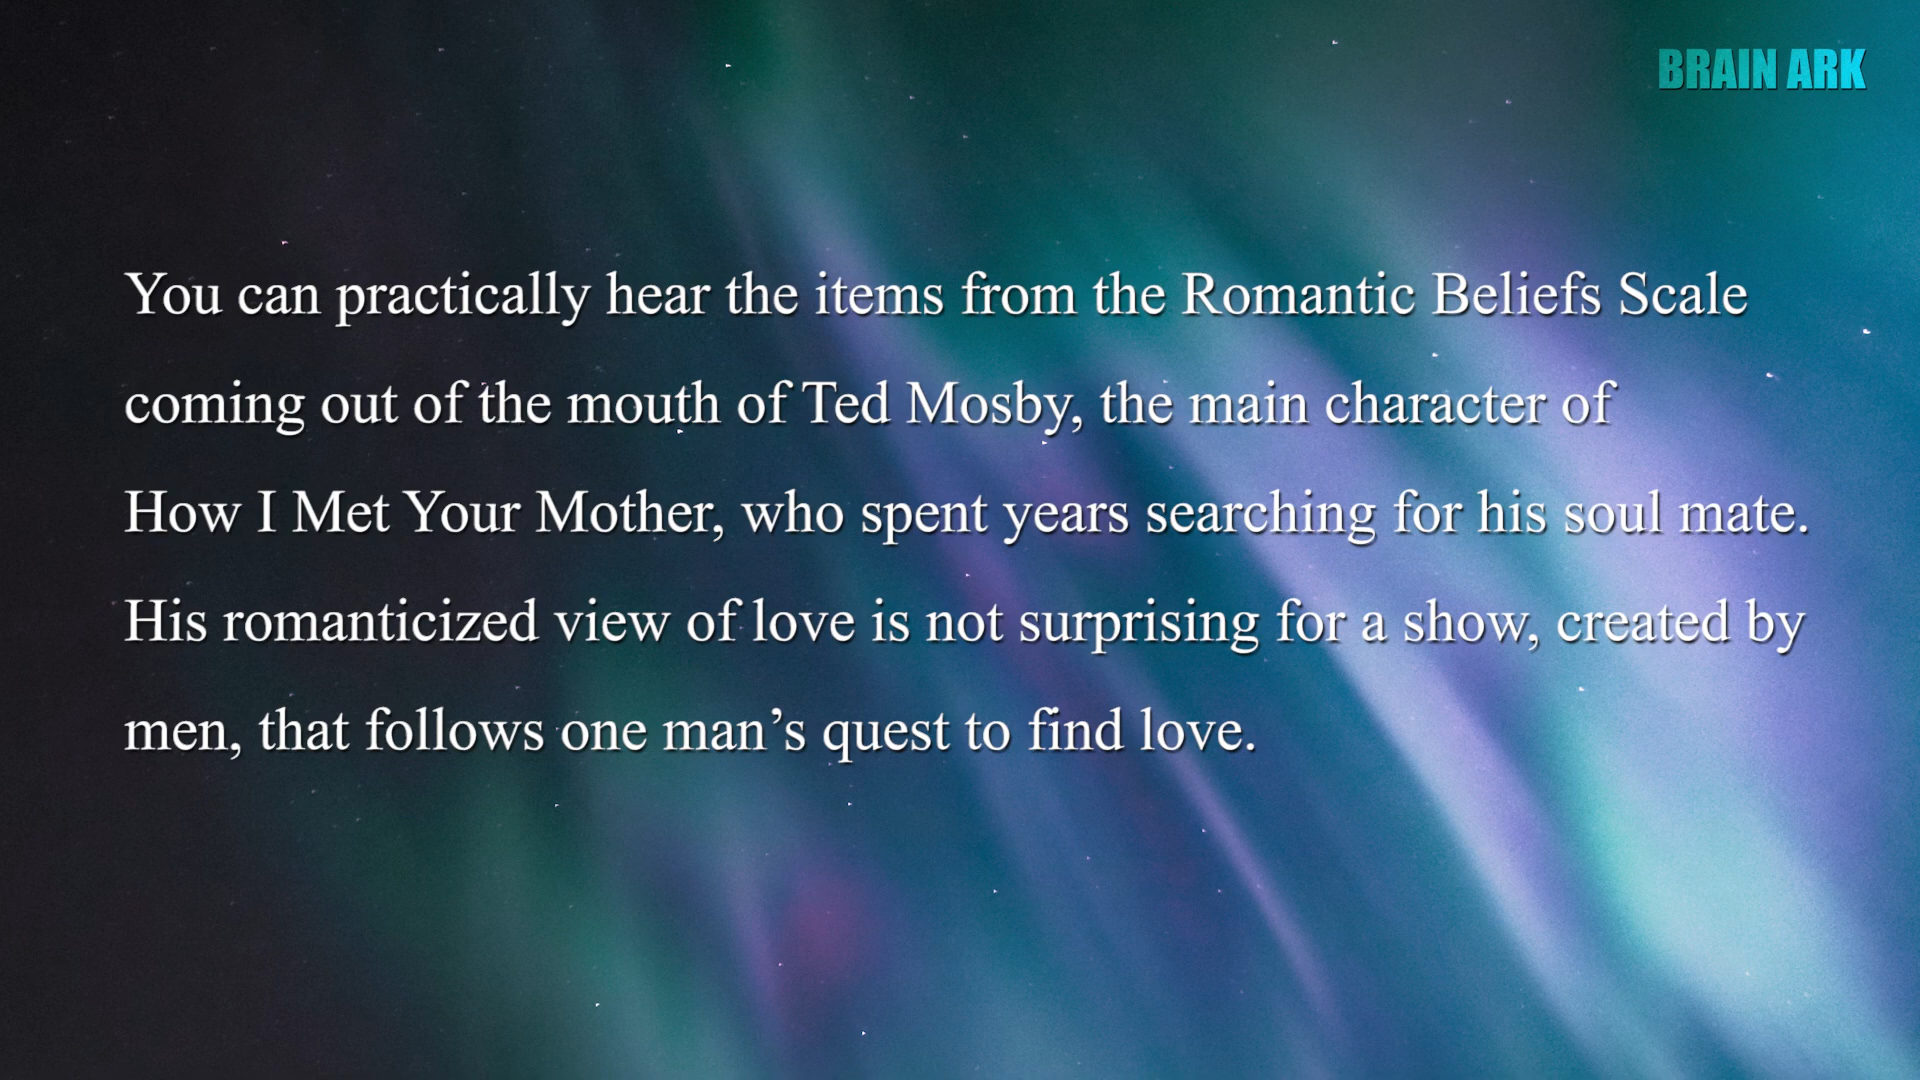 BRAIN ARK
You can practically hear the items from the Romantic Beliefs Scale
coming out of the mouth of Ted Mosby, the main character of
How I Met Your Mother, who spent years searching for his soul mate.
His romanticized view of love is not surprising for a show, created by
men, that follows one man’s quest to find love.